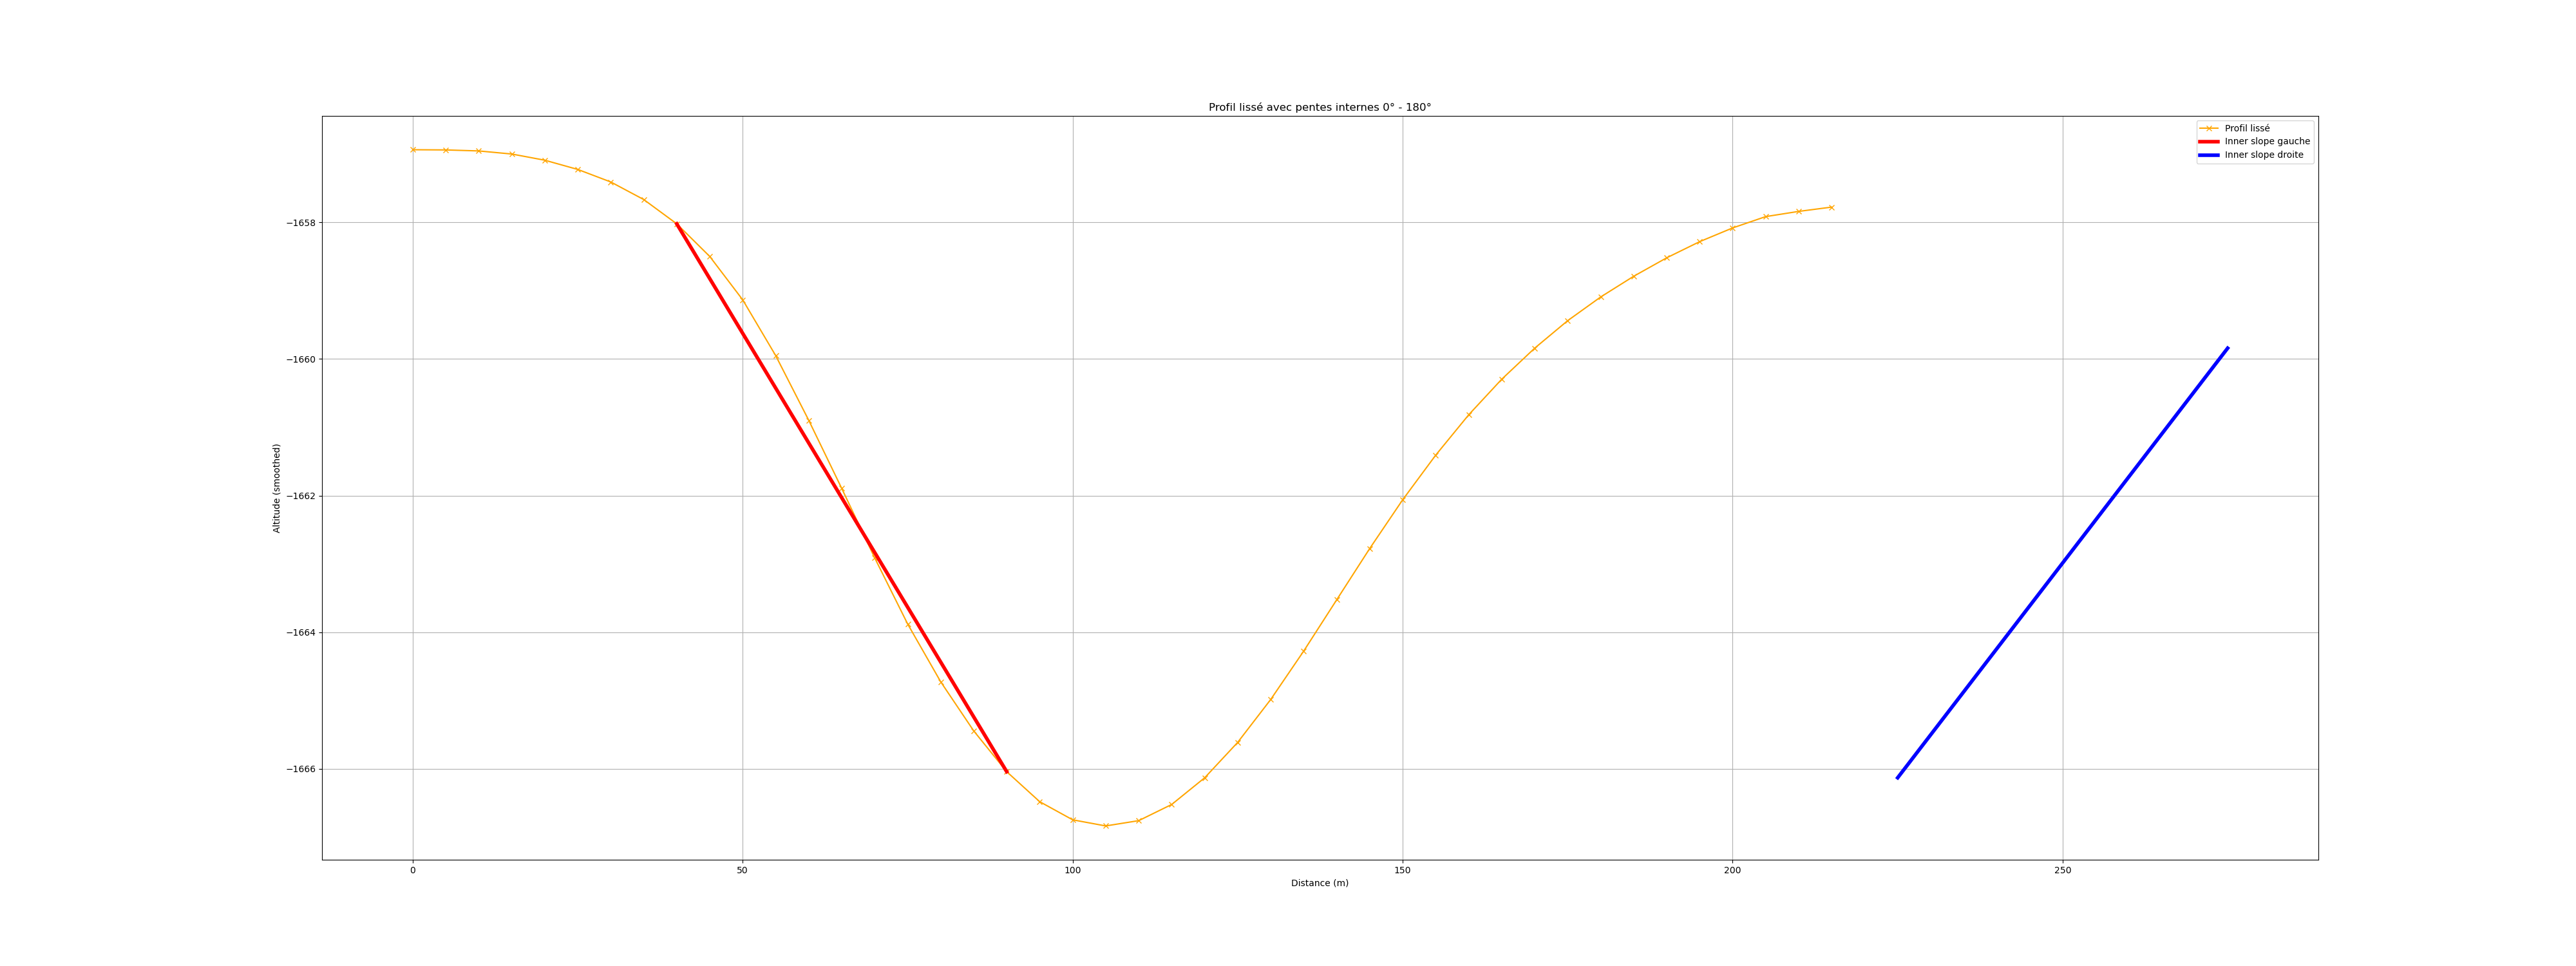 Profil lissé avec pentes internes 0° - 180°
Profil lissé
Inner slope gauche
Inner slope droite
−1658
−1660
−1662
−1664
−1666
Altitude (smoothed)
0
50
100
150
200
250
Distance (m)